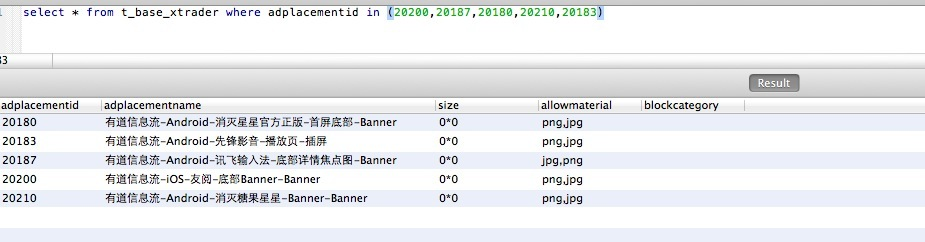 select * from t_base_xtrader where adplacementid in (20200,20187,20180,20210,20183)
Result
adplacementid adplacementname size allowmaterial blockcategory
20180 有道信息流-Android-消灭星星官方正版-首屏底部-Banner 0*0 png,jpg
20183 有道信息流-Android-先锋影音-播放页-插屏 0*0 png,jpg
20187 有道信息流-Android-讯飞输入法-底部详情焦点图-Banner 0*0 jpg,png
20200 有道信息流-iOS-友阅-底部Banner-Banner 0*0 png,jpg
20210 有道信息流-Android-消灭糖果星星-Banner-Banner 0*0 png,jpg